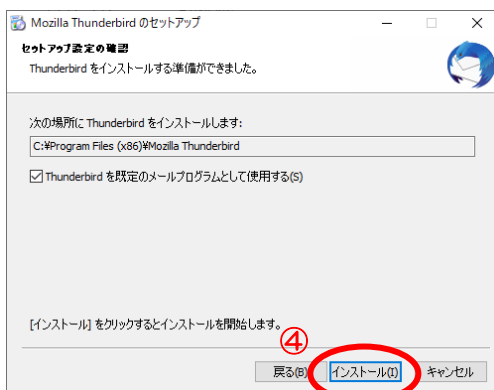 Mozilla Thunderbird のセットアップ
セットアップ設定の確認
Thunderbird をインストールする準備ができました。
次の場所に Thunderbird をインストールします:
C:¥Program Files (x86)¥Mozilla Thunderbird
Thunderbird を既定のメールプログラムとして使用する(S)
[インストール] をクリックするとインストールを開始します。
④
戻る(B) インストール(I) キャンセル